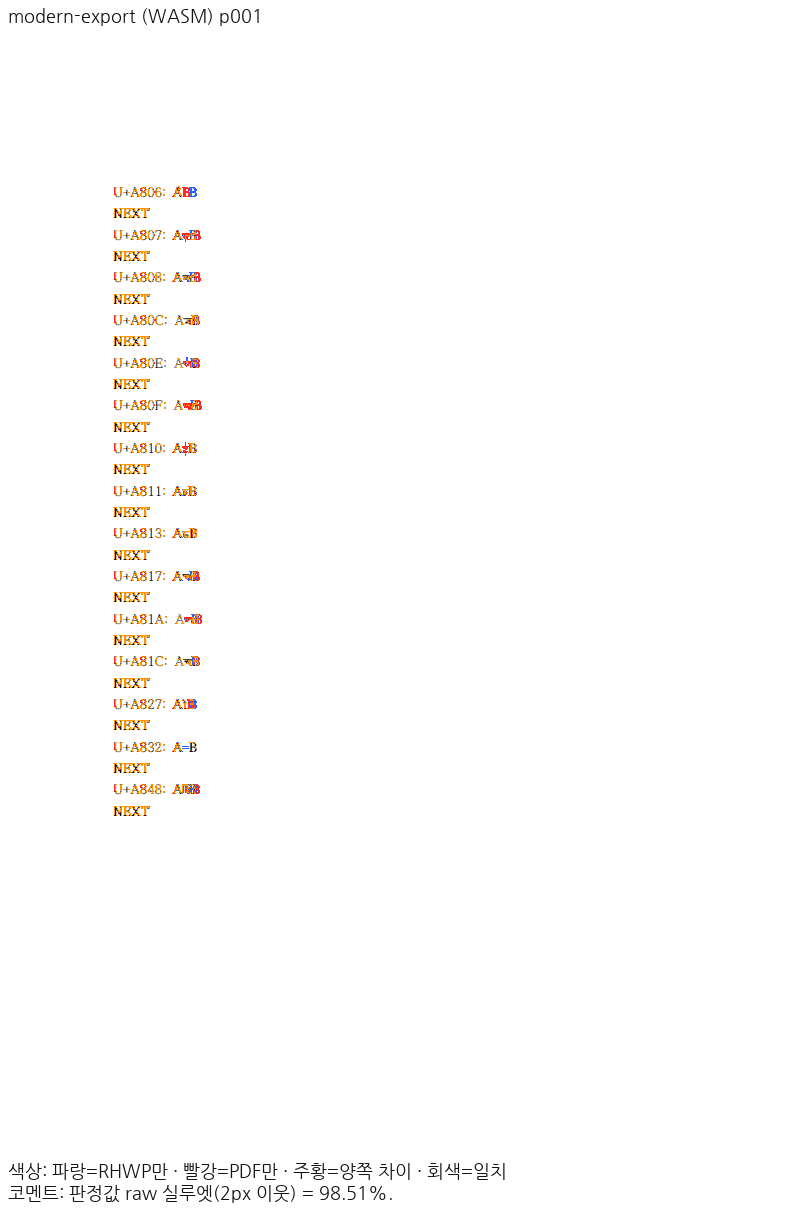 modern-export (WASM) p001
U+A806:
NEXT
U+A807:
NEXT
U+A808:
NEXT
U+A80C:
NEXT
U+A80E:
NEXT
U+A80F:
NEXT
U+A810:
NEXT
U+A811:
NEXT
U+A813:
NEXT
U+A817:
NEXT
U+A81A:
NEXT
U+A81C:
NEXT
U+A827:
NEXT
U+A832: A=B
NEXT
U+A848:
NEXT
색상: 파랑=RHWP만 · 빨강=PDF만 · 주황=양쪽 차이 · 회색=일치
코멘트: 판정값 raw 실루엣(2px 이웃) = 98.51%.